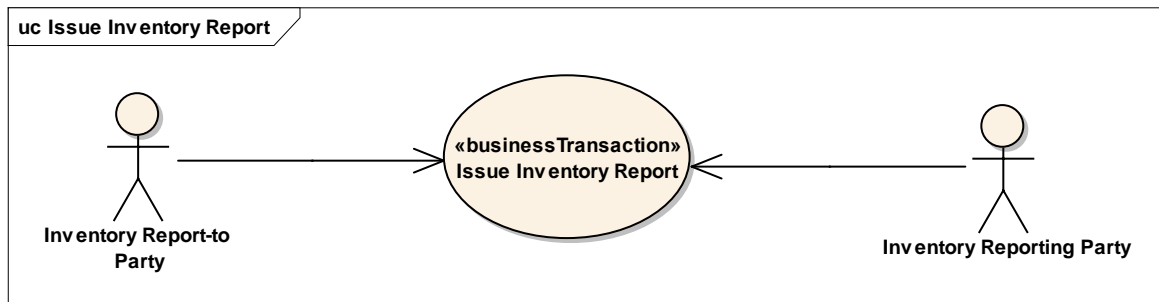 uc Issue Inventory Report
«businessTransaction»
Issue Inventory Report
Inventory Report-to
Party
Inventory Reporting Party